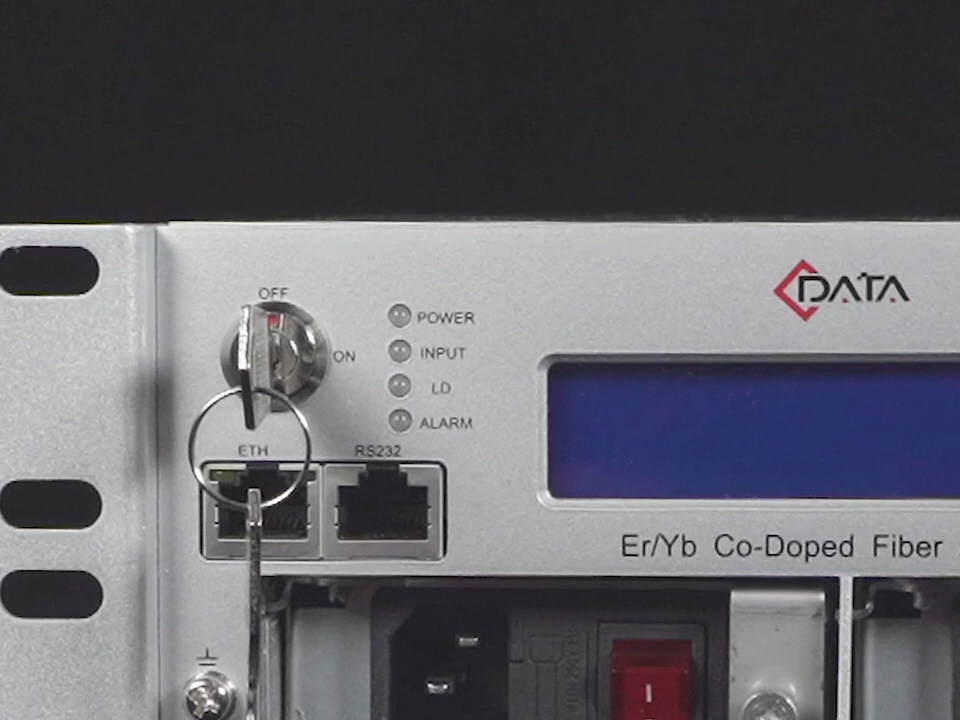 OFF
ON
POWER
INPUT
LD
ALARM
ETH
RS232
DATA
Er/Yb Co-Doped Fiber